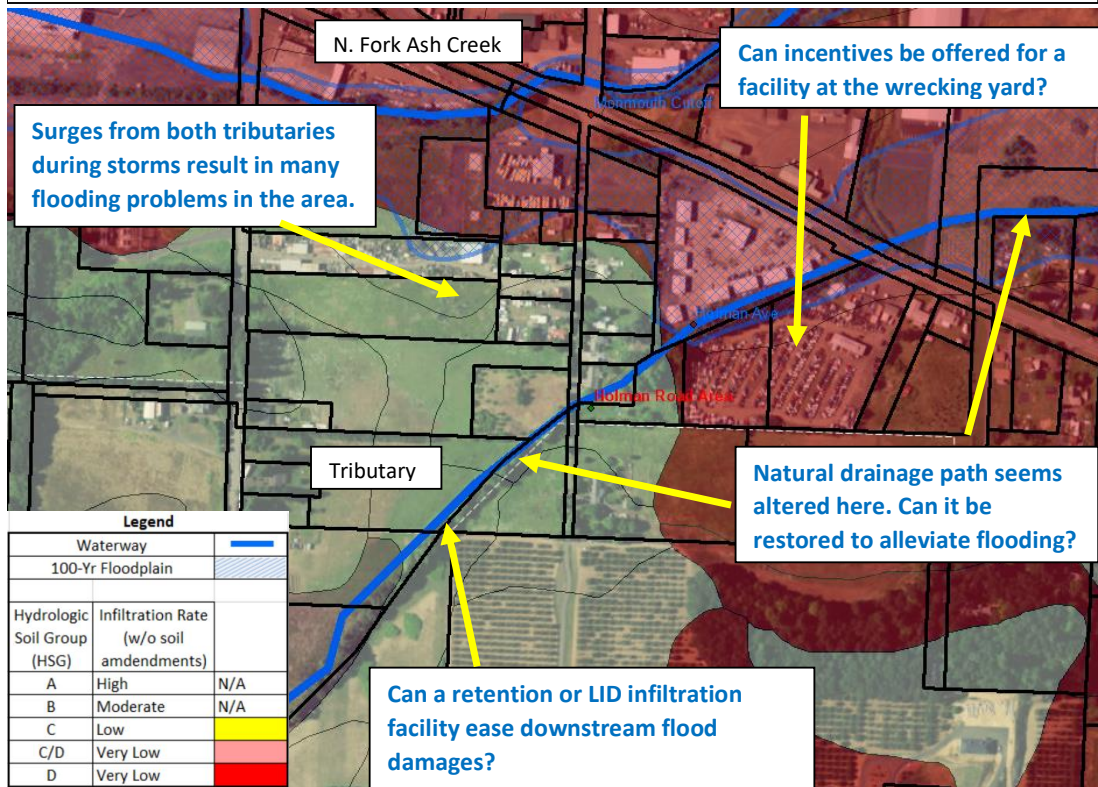 N. Fork Ash Creek
Can incentives be offered for a
facility at the wrecking yard?
Monmouth Cutoff
Surges from both tributaries
during storms result in many
flooding problems in the area.
Holman Ave
Holman Road Area
Tributary
Natural drainage path seems
altered here. Can it be
restored to alleviate flooding?
Can a retention or LID infiltration
facility ease downstream flood
damages?
Legend
Waterway
100-Yr Floodplain
Hydrologic Soil Group (HSG) Infiltration Rate (w/o soil amdendments)
A High N/A
B Moderate N/A
C Low
C/D Very Low
D Very Low